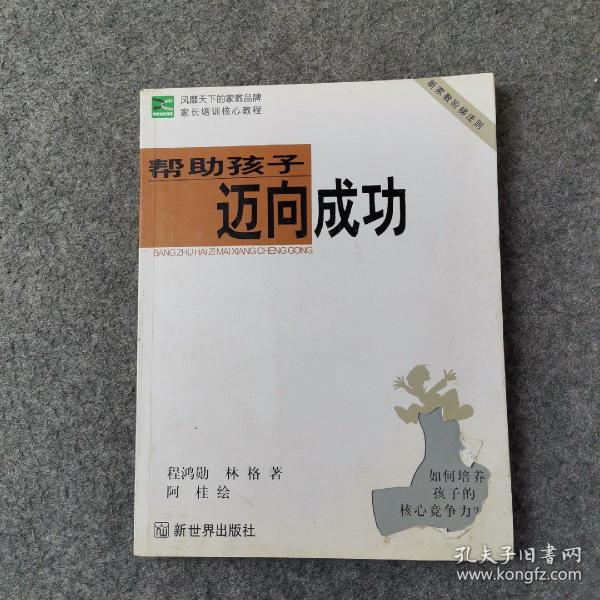 风靡天下的家教品牌
家长培训核心教程
新家教阶梯法则
帮助孩子
迈向成功
BANG ZHU HAI ZI MAI XIANG CHENG GONG
程鸿勋 林格 著
阿桂 绘
如何培养
孩子的
核心竞争力?
新世界出版社
孔夫子旧书网
www.kongfz.com